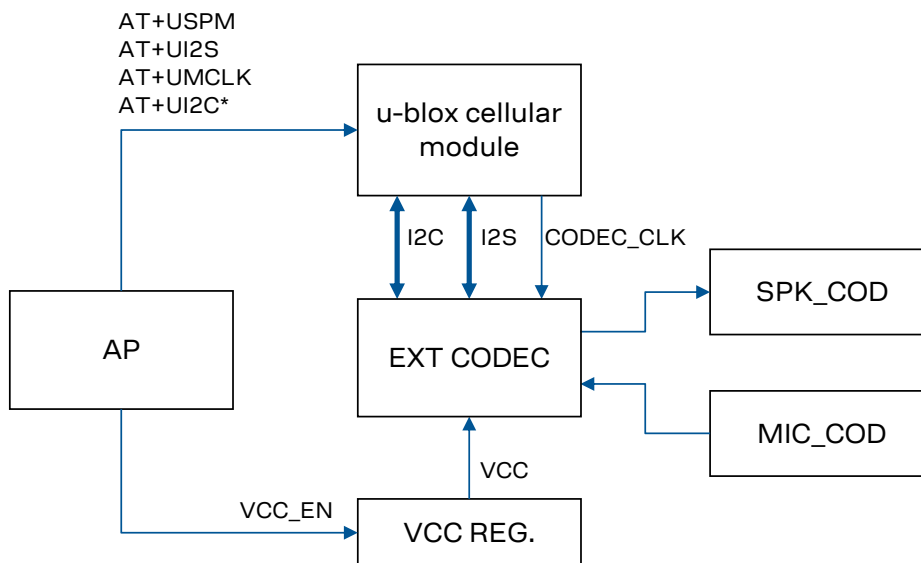 AT+USPM
AT+UI2S
AT+UMCLK
AT+UI2C*
u-blox cellular
module
I2C
I2S
CODEC_CLK
SPK_COD
AP
EXT CODEC
MIC_COD
VCC
VCC_EN
VCC REG.